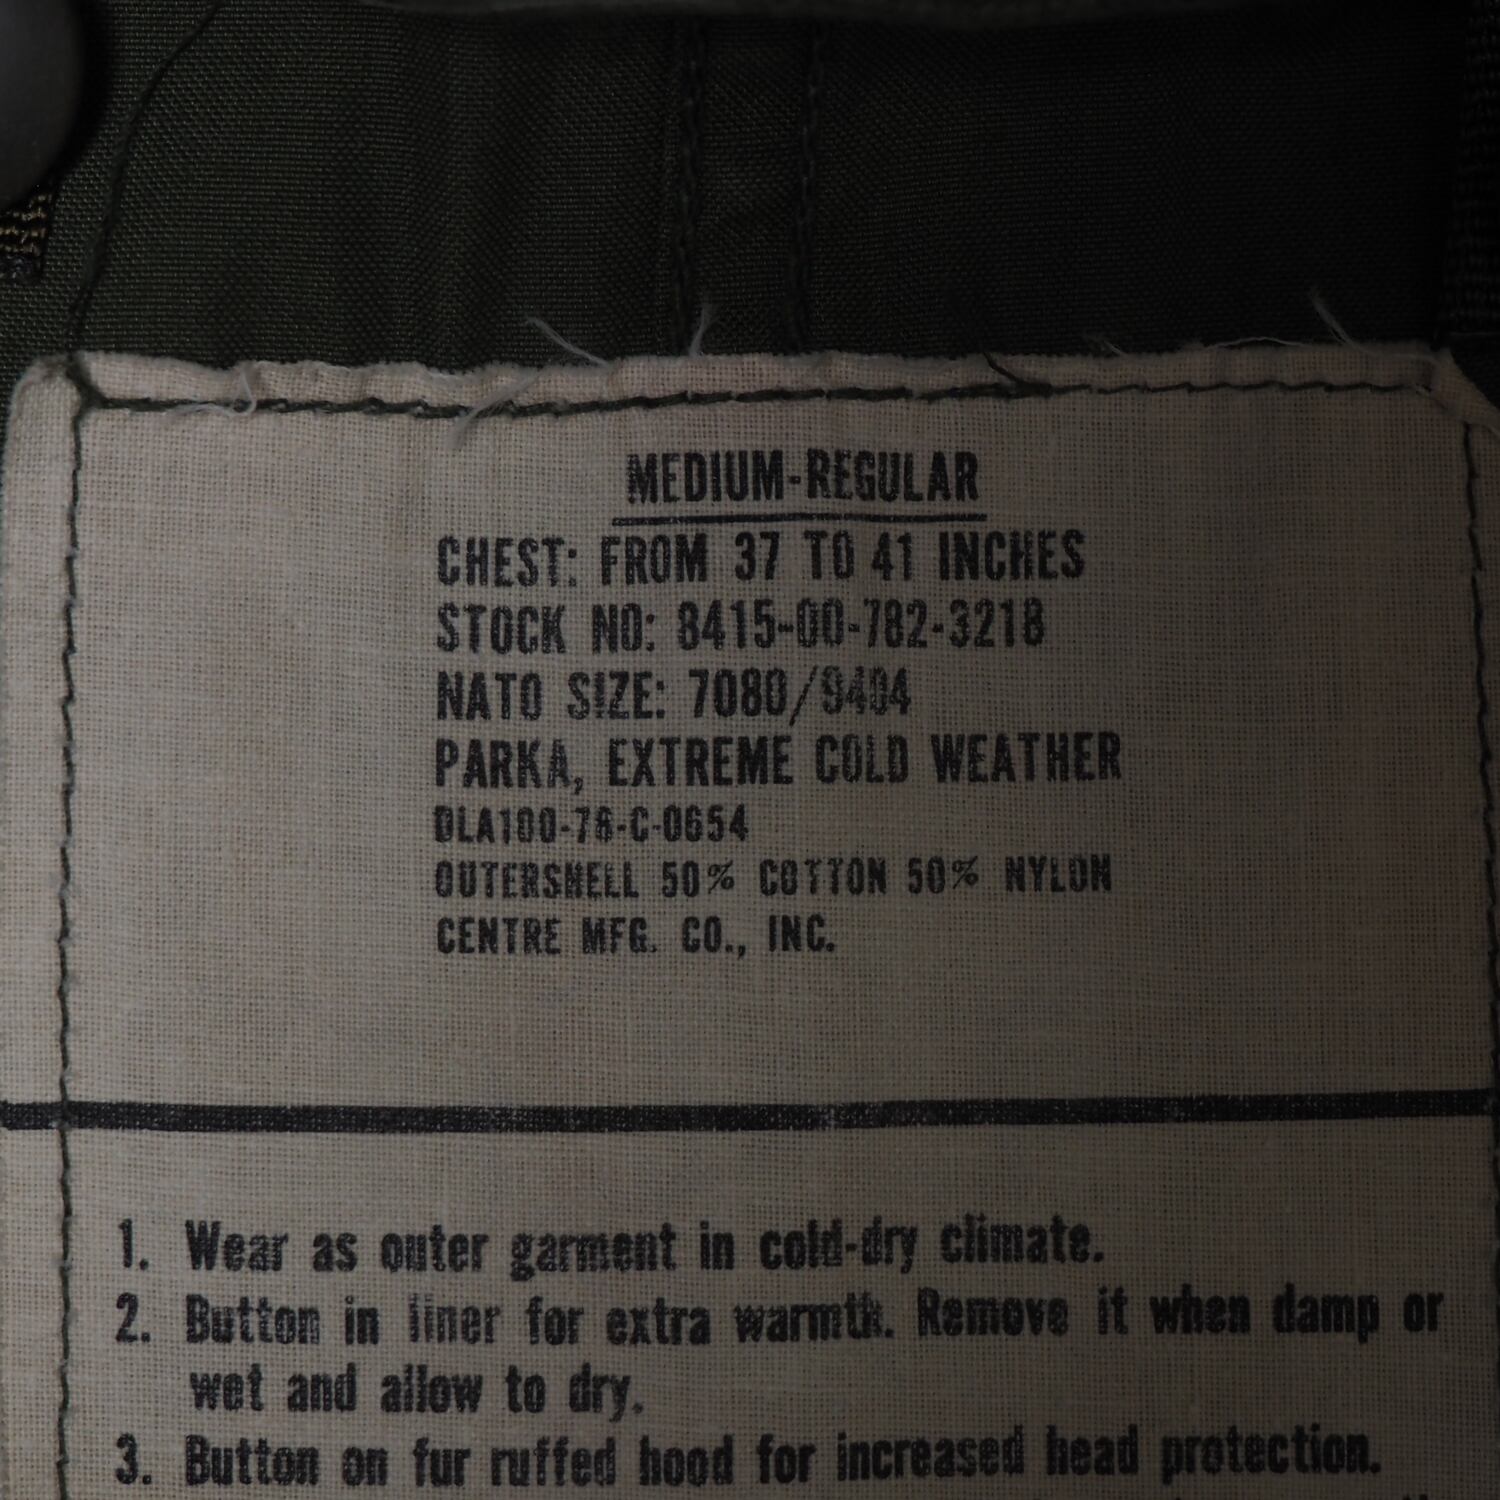 MEDIUM-REGULAR
CHEST: FROM 37 TO 41 INCHES
STOCK NO: 8415-00-782-3218
NATO SIZE: 7080/9404
PARKA, EXTREME COLD WEATHER
DLA100-78-C-0654
OUTERSHELL 50% COTTON 50% NYLON
CENTRE MFG. CO., INC.
1. Wear as outer garment in cold-dry climate.
2. Button in liner for extra warmth. Remove it when damp or
wet and allow to dry.
3. Button on fur ruffed hood for increased head protection.